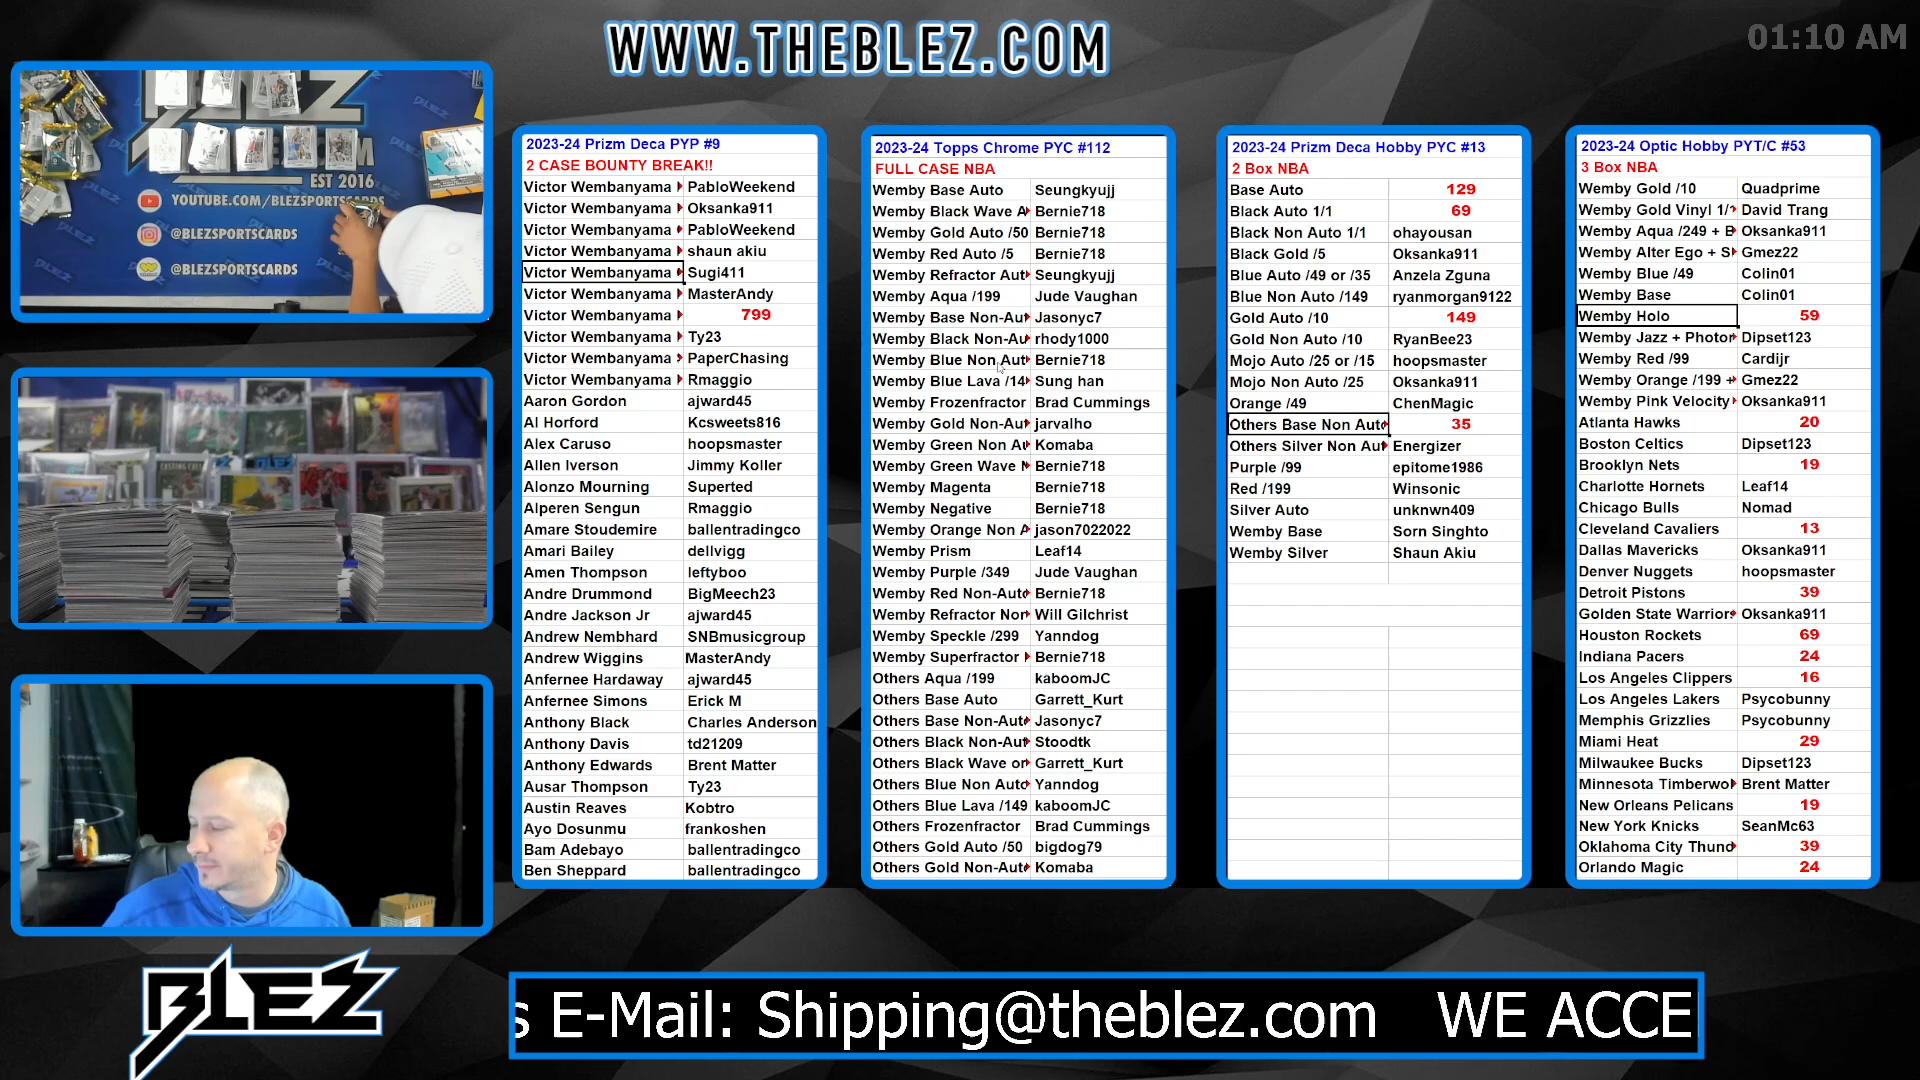 WWW.THEBLEZ.COM
01:10 AM
EST 2016
YOUTUBE.COM/BLEZSPORTSCARDS
@BLEZSPORTSCARDS
@BLEZSPORTSCARDS
2023-24 Prizm Deca PYP #9
2 CASE BOUNTY BREAK!!
Victor Wembanyama PabloWeekend
Victor Wembanyama Oksanka911
Victor Wembanyama PabloWeekend
Victor Wembanyama shaun akiu
Victor Wembanyama Sugi411
Victor Wembanyama MasterAndy
Victor Wembanyama 799
Victor Wembanyama Ty23
Victor Wembanyama PaperChasing
Victor Wembanyama Rmaggio
Aaron Gordon ajward45
Al Horford Kcsweets816
Alex Caruso hoopsmaster
Allen Iverson Jimmy Koller
Alonzo Mourning Superted
Alperen Sengun Rmaggio
Amare Stoudemire ballentradingco
Amari Bailey dellvigg
Amen Thompson leftyboo
Andre Drummond BigMeech23
Andre Jackson Jr ajward45
Andrew Nembhard SNBmusicgroup
Andrew Wiggins MasterAndy
Anfernee Hardaway ajward45
Anfernee Simons Erick M
Anthony Black Charles Anderson
Anthony Davis td21209
Anthony Edwards Brent Matter
Ausar Thompson Ty23
Austin Reaves Kobtro
Ayo Dosunmu frankoshen
Bam Adebayo ballentradingco
Ben Sheppard ballentradingco
2023-24 Topps Chrome PYC #112
FULL CASE NBA
Wemby Base Auto Seungkyujj
Wemby Black Wave A Bernie718
Wemby Gold Auto /50 Bernie718
Wemby Red Auto /5 Bernie718
Wemby Refractor Aut Seungkyujj
Wemby Aqua /199 Jude Vaughan
Wemby Base Non-Aut Jasonyc7
Wemby Black Non-Au rhody1000
Wemby Blue Non Aut Bernie718
Wemby Blue Lava /14 Sung han
Wemby Frozenfractor Brad Cummings
Wemby Gold Non-Aut jarvalho
Wemby Green Non Au Komaba
Wemby Green Wave N Bernie718
Wemby Magenta Bernie718
Wemby Negative Bernie718
Wemby Orange Non A jason7022022
Wemby Prism Leaf14
Wemby Purple /349 Jude Vaughan
Wemby Red Non-Auto Bernie718
Wemby Refractor Non Will Gilchrist
Wemby Speckle /299 Yanndog
Wemby Superfractor Bernie718
Others Aqua /199 kaboomJC
Others Base Auto Garrett_Kurt
Others Base Non-Auto Jasonyc7
Others Black Non-Aut Stoodtk
Others Black Wave or Garrett_Kurt
Others Blue Non Auto Yanndog
Others Blue Lava /149 kaboomJC
Others Frozenfractor Brad Cummings
Others Gold Auto /50 bigdog79
Others Gold Non-Aut Komaba
2023-24 Prizm Deca Hobby PYC #13
2 Box NBA
Base Auto 129
Black Auto 1/1 69
Black Non Auto 1/1 ohayousan
Black Gold /5 Oksanka911
Blue Auto /49 or /35 Anzela Zguna
Blue Non Auto /149 ryanmorgan9122
Gold Auto /10 149
Gold Non Auto /10 RyanBee23
Mojo Auto /25 or /15 hoopsmaster
Mojo Non Auto /25 Oksanka911
Orange /49 ChenMagic
Others Base Non Auto 35
Others Silver Non Aut Energizer
Purple /99 epitome1986
Red /199 Winsonic
Silver Auto unknwn409
Wemby Base Sorn Singhto
Wemby Silver Shaun Akiu
2023-24 Optic Hobby PYT/C #53
3 Box NBA
Wemby Gold /10 Quadprime
Wemby Gold Vinyl 1/ David Trang
Wemby Aqua /249 + B Oksanka911
Wemby Alter Ego + S Gmez22
Wemby Blue /49 Colin01
Wemby Base Colin01
Wemby Holo 59
Wemby Jazz + Photon Dipset123
Wemby Red /99 Cardijr
Wemby Orange /199 + Gmez22
Wemby Pink Velocity Oksanka911
Atlanta Hawks 20
Boston Celtics Dipset123
Brooklyn Nets 19
Charlotte Hornets Leaf14
Chicago Bulls Nomad
Cleveland Cavaliers 13
Dallas Mavericks Oksanka911
Denver Nuggets hoopsmaster
Detroit Pistons 39
Golden State Warriors Oksanka911
Houston Rockets 69
Indiana Pacers 24
Los Angeles Clippers 16
Los Angeles Lakers Psycobunny
Memphis Grizzlies Psycobunny
Miami Heat 29
Milwaukee Bucks Dipset123
Minnesota Timberwol Brent Matter
New Orleans Pelicans 19
New York Knicks SeanMc63
Oklahoma City Thund 39
Orlando Magic 24
BLEZ
s E-Mail: Shipping@theblez.com WE ACCE